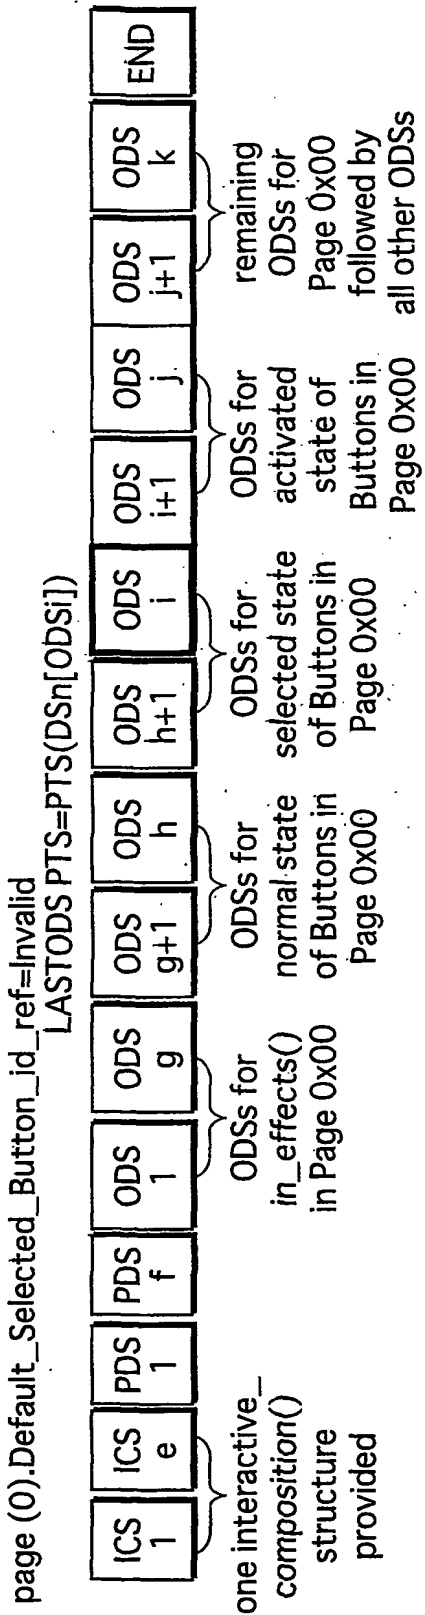 page (0).Default_Selected_Button_id_ref=Invalid
LASTODS PTS=PTS(DSn[ODSi])
ICS 1
ICS e
PDS 1
PDS f
ODS 1
ODS g
ODS g+1
ODS h
ODS h+1
ODS i
ODS i+1
ODS j
ODS j+1
ODS k
END
one interactive_
composition()
structure
provided
ODSs for
in_effects()
in Page 0x00
ODSs for
normal state
of Buttons in
Page 0x00
ODSs for
selected state
of Buttons in
Page 0x00
ODSs for
activated
state of
Buttons in
Page 0x00
remaining
ODSs for
Page 0x00
followed by
all other ODSs